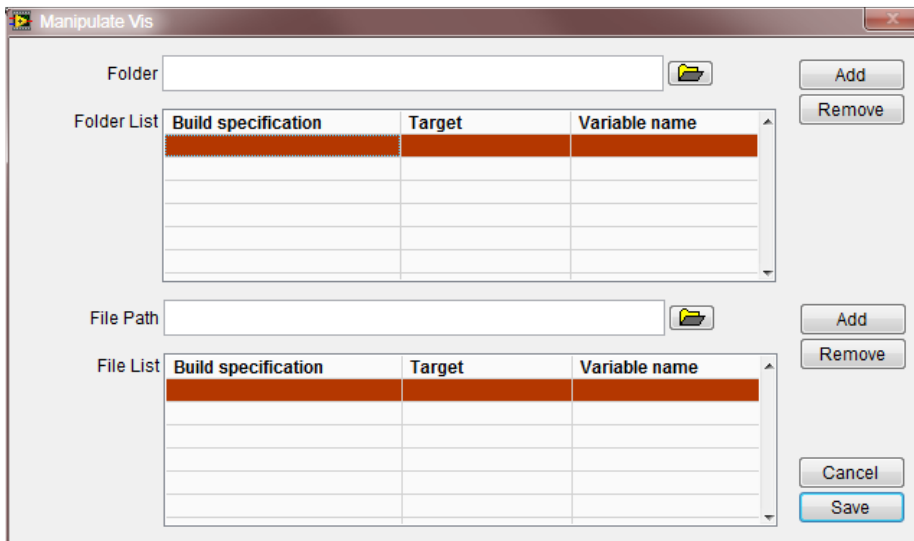 Manipulate Vis
Folder
Add
Remove
Folder List
Build specification Target Variable name
File Path
Add
Remove
File List
Build specification Target Variable name
Cancel
Save